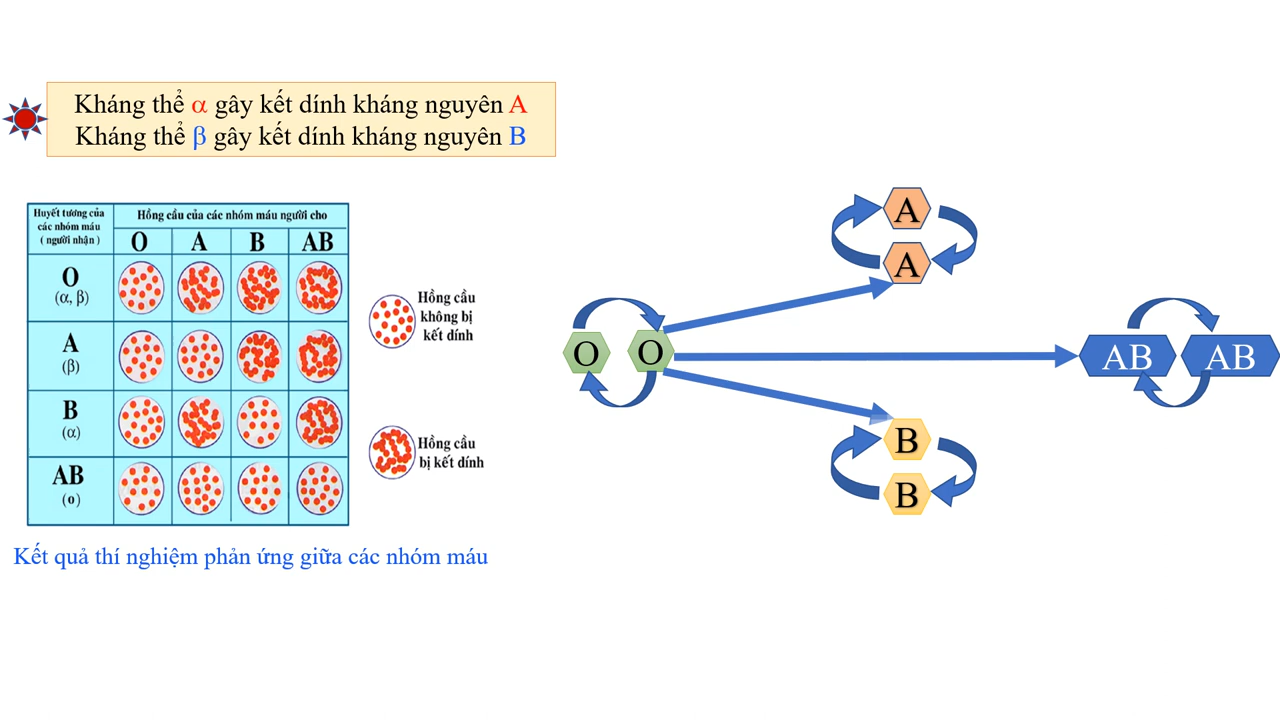 Kháng thể α gây kết dính kháng nguyên A
Kháng thể β gây kết dính kháng nguyên B
Huyết tương của
các nhóm máu
( người nhận )
Hồng cầu của các nhóm máu người cho
O A B AB
O
(α, β)
A
(β)
B
(α)
AB
(o)
Hồng cầu
không bị
kết dính
Hồng cầu
bị kết dính
Kết quả thí nghiệm phản ứng giữa các nhóm máu
A
A
O O
AB AB
B
B